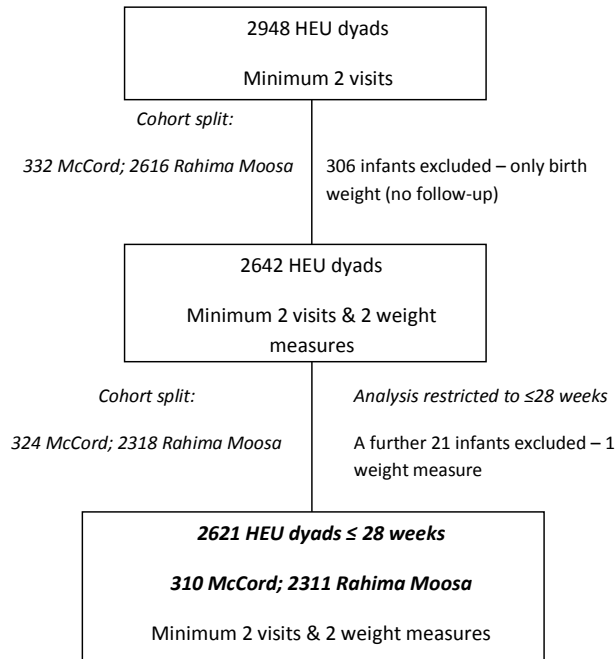 2948 HEU dyads
Minimum 2 visits
Cohort split:
332 McCord; 2616 Rahima Moosa
306 infants excluded – only birth
weight (no follow-up)
2642 HEU dyads
Minimum 2 visits & 2 weight
measures
Cohort split:
324 McCord; 2318 Rahima Moosa
Analysis restricted to ≤28 weeks
A further 21 infants excluded – 1
weight measure
2621 HEU dyads ≤ 28 weeks
310 McCord; 2311 Rahima Moosa
Minimum 2 visits & 2 weight measures